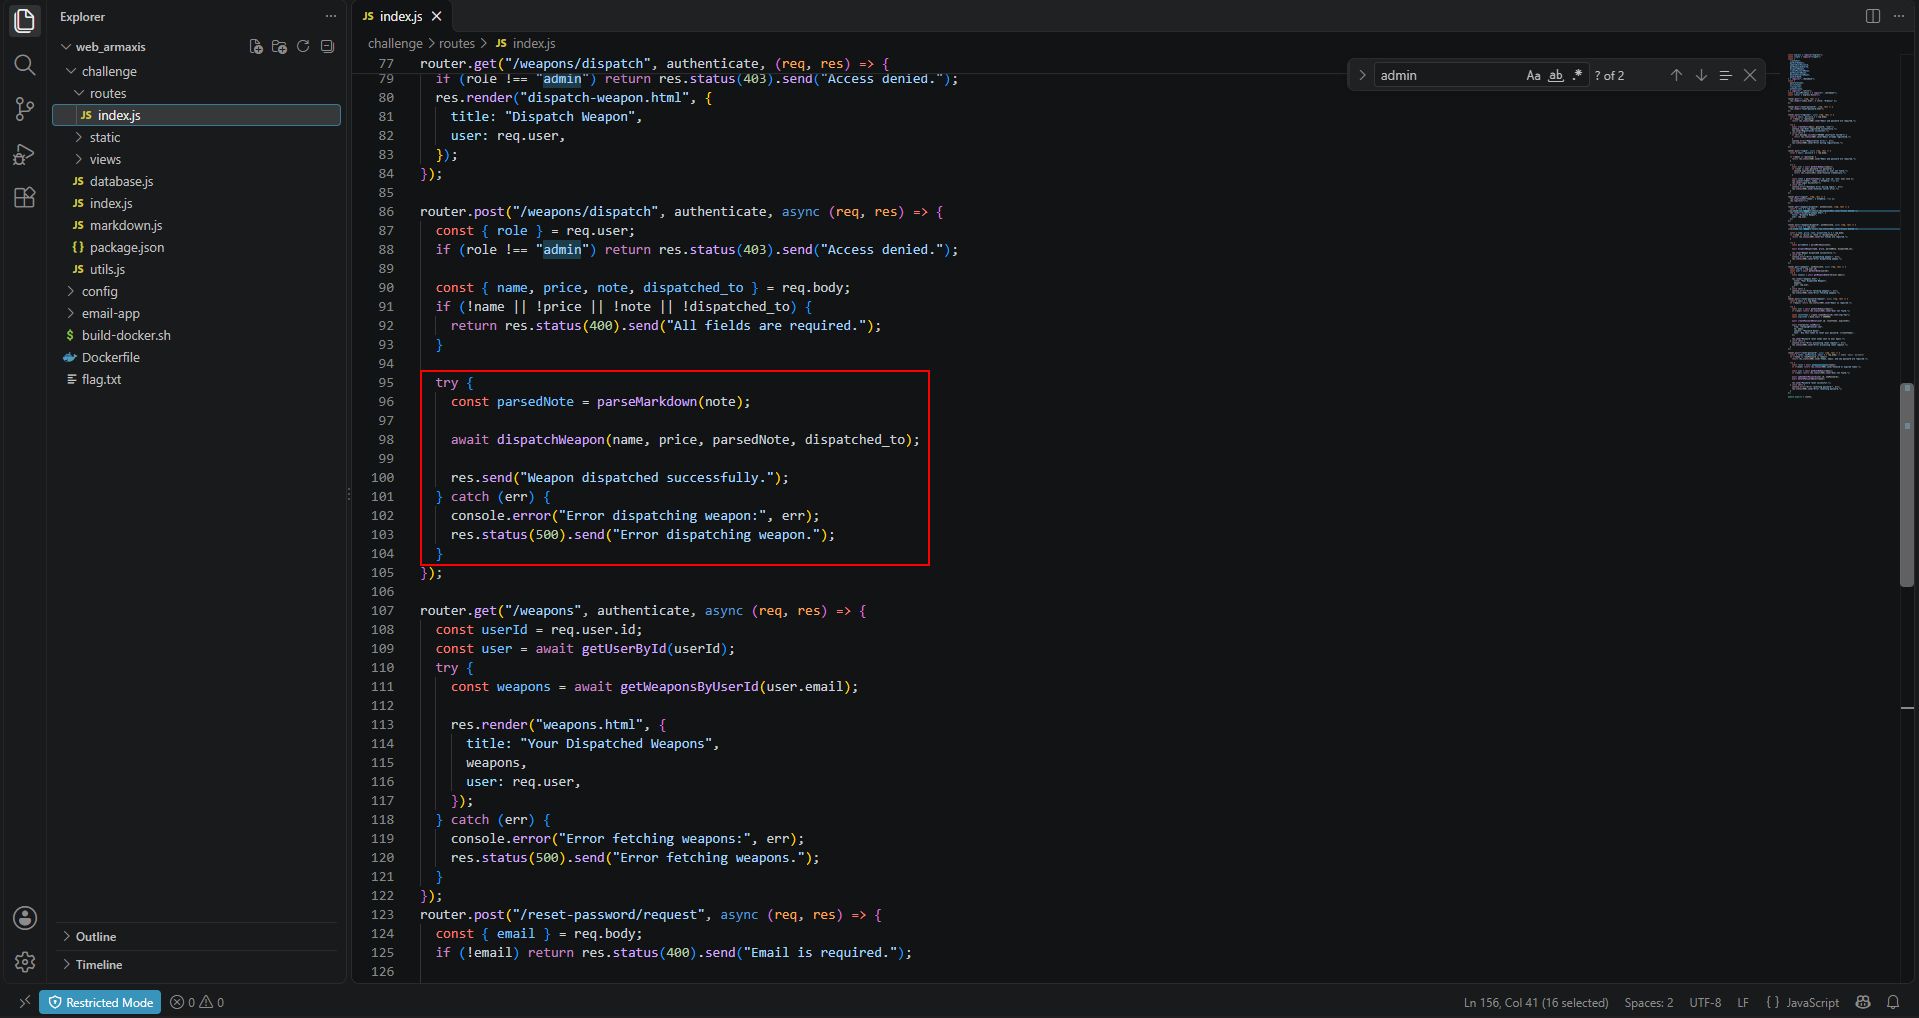 Explorer
web_armaxis
challenge
routes
JS index.js
static
views
JS database.js
JS index.js
JS markdown.js
{} package.json
JS utils.js
config
email-app
$ build-docker.sh
Dockerfile
flag.txt
Outline
Timeline
JS index.js
challenge > routes > JS index.js
admin
Aa ab .* ? of 2
77 router.get("/weapons/dispatch", authenticate, (req, res) => {
79 if (role !== "admin") return res.status(403).send("Access denied.");
80 res.render("dispatch-weapon.html", {
81 title: "Dispatch Weapon",
82 user: req.user,
83 });
84 });
85
86 router.post("/weapons/dispatch", authenticate, async (req, res) => {
87 const { role } = req.user;
88 if (role !== "admin") return res.status(403).send("Access denied.");
89
90 const { name, price, note, dispatched_to } = req.body;
91 if (!name || !price || !note || !dispatched_to) {
92 return res.status(400).send("All fields are required.");
93 }
94
95 try {
96 const parsedNote = parseMarkdown(note);
97
98 await dispatchWeapon(name, price, parsedNote, dispatched_to);
99
100 res.send("Weapon dispatched successfully.");
101 } catch (err) {
102 console.error("Error dispatching weapon:", err);
103 res.status(500).send("Error dispatching weapon.");
104 }
105 });
106
107 router.get("/weapons", authenticate, async (req, res) => {
108 const userId = req.user.id;
109 const user = await getUserById(userId);
110 try {
111 const weapons = await getWeaponsByUserId(user.email);
112
113 res.render("weapons.html", {
114 title: "Your Dispatched Weapons",
115 weapons,
116 user: req.user,
117 });
118 } catch (err) {
119 console.error("Error fetching weapons:", err);
120 res.status(500).send("Error fetching weapons.");
121 }
122 });
123 router.post("/reset-password/request", async (req, res) => {
124 const { email } = req.body;
125 if (!email) return res.status(400).send("Email is required.");
126
Restricted Mode 0 0
Ln 156, Col 41 (16 selected) Spaces: 2 UTF-8 LF {} JavaScript